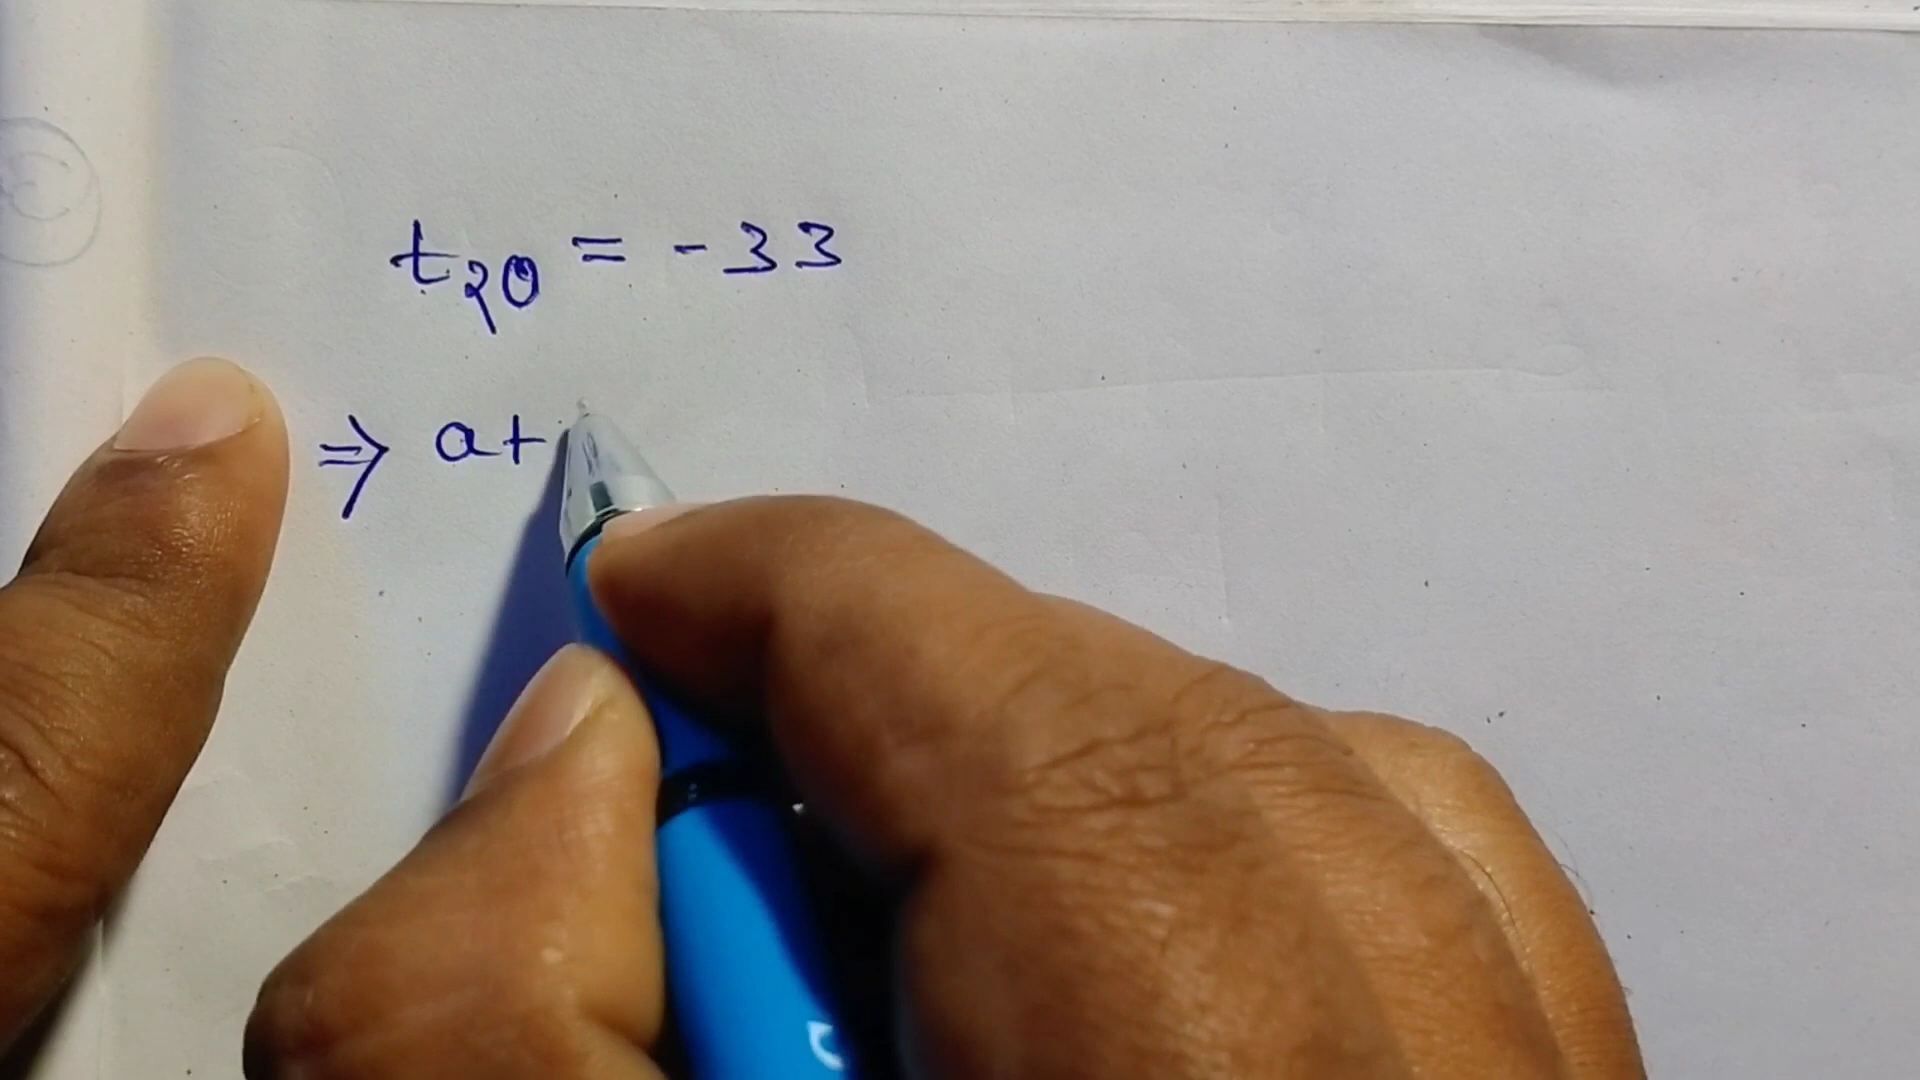 t₂₀ = -33
⇒ a+